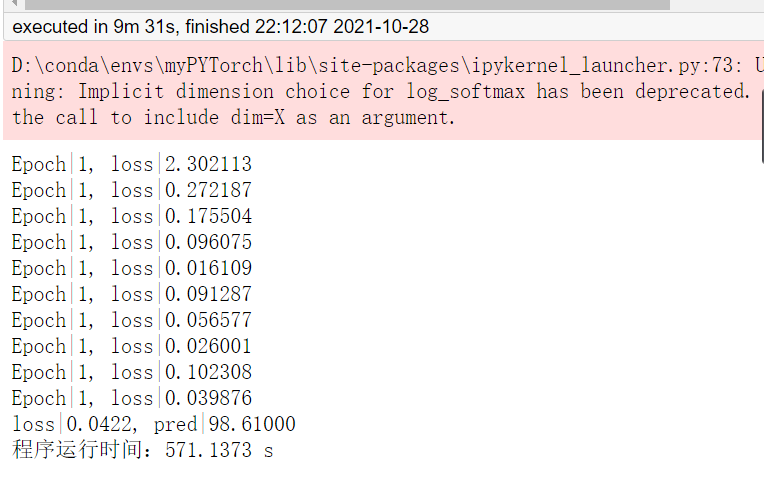 executed in 9m 31s, finished 22:12:07 2021-10-28
D:\conda\envs\myPYTorch\lib\site-packages\ipykernel_launcher.py:73: U
ning: Implicit dimension choice for log_softmax has been deprecated.
the call to include dim=X as an argument.
Epoch|1, loss|2.302113
Epoch|1, loss|0.272187
Epoch|1, loss|0.175504
Epoch|1, loss|0.096075
Epoch|1, loss|0.016109
Epoch|1, loss|0.091287
Epoch|1, loss|0.056577
Epoch|1, loss|0.026001
Epoch|1, loss|0.102308
Epoch|1, loss|0.039876
loss|0.0422, pred|98.61000
程序运行时间：571.1373 s